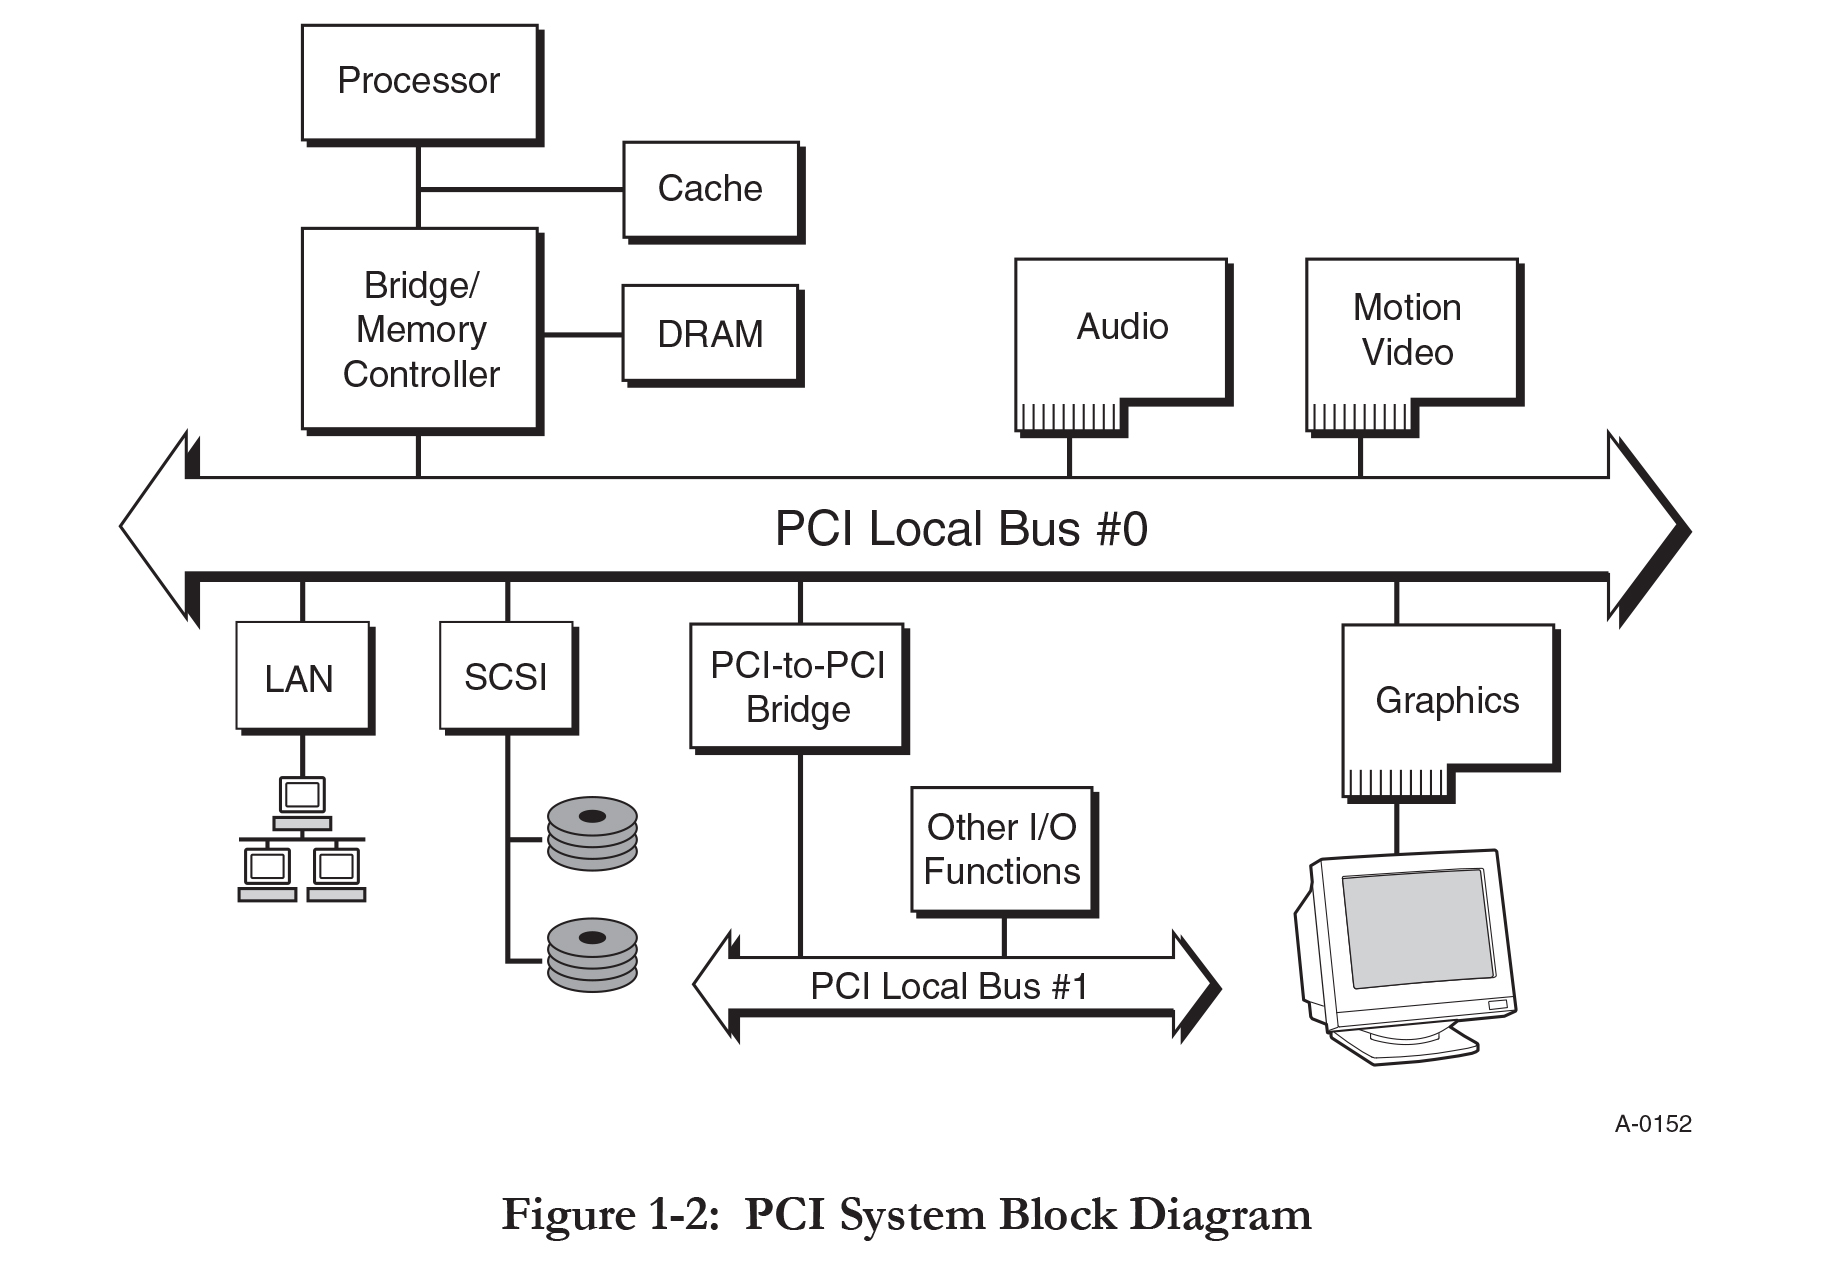 Processor
Cache
Bridge/
Memory
Controller
DRAM
Audio
Motion
Video
PCI Local Bus #0
LAN
SCSI
PCI-to-PCI
Bridge
Graphics
Other I/O
Functions
PCI Local Bus #1
A-0152
Figure 1-2: PCI System Block Diagram